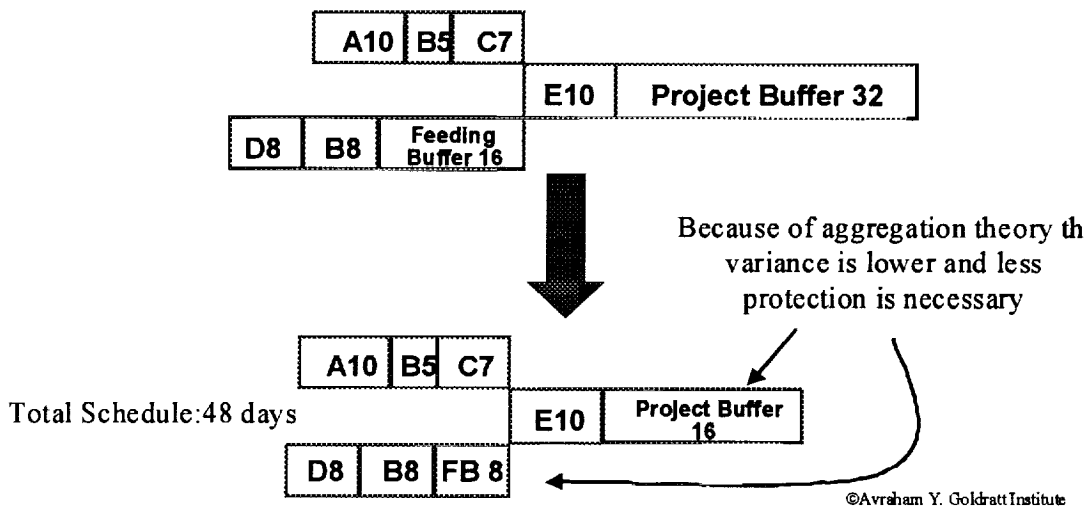 A10 B5 C7
E10 Project Buffer 32
D8 B8 Feeding
Buffer 16
Because of aggregation theory th
variance is lower and less
protection is necessary
A10 B5 C7
Total Schedule:48 days
E10 Project Buffer
16
D8 B8 FB 8
©Avraham Y. Goldratt Institute